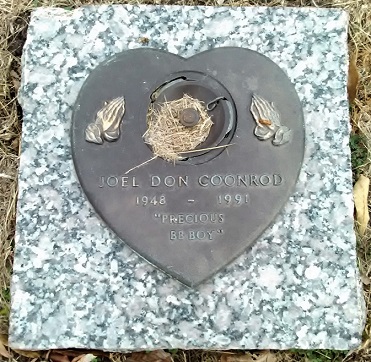 JOEL DON COONROD
1948 - 1991
"PRECIOUS
BB-BOY"